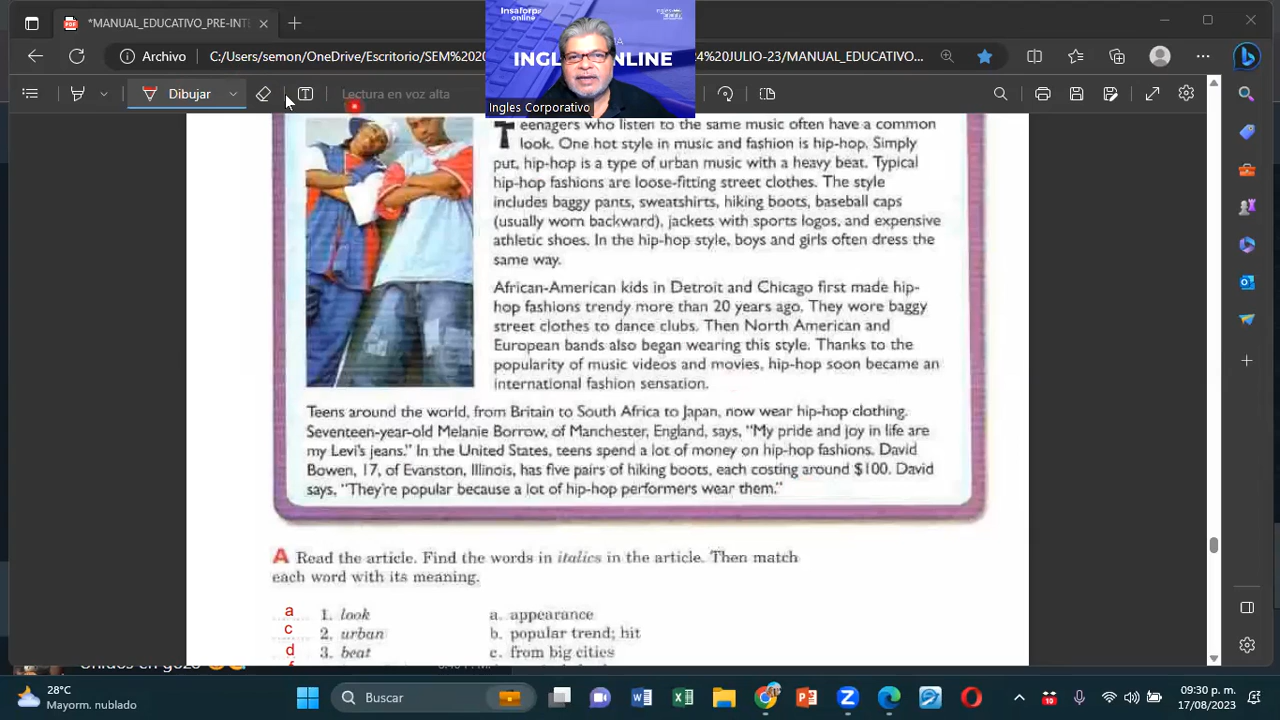 *MANUAL_EDUCATIVO_PRE-INT
Archivo
C:/Users/semon/
Drive/Escritorio/SEM%20
24%20JULIO-23/MANUAL_EDUCATIVO...
Insaforp online
INGL
NLINE
Ingles Corporativo
Dibujar
Lectura en voz alta
Teenagers who listen to the same music often have a common
look. One hot style in music and fashion is hip-hop. Simply
put, hip-hop is a type of urban music with a heavy beat. Typical
hip-hop fashions are loose-fitting street clothes. The style
includes baggy pants, sweatshirts, hiking boots, baseball caps
(usually worn backward), jackets with sports logos, and expensive
athletic shoes. In the hip-hop style, boys and girls often dress the
same way.
African-American kids in Detroit and Chicago first made hip-
hop fashions trendy more than 20 years ago. They wore baggy
street clothes to dance clubs. Then North American and
European bands also began wearing this style. Thanks to the
popularity of music videos and movies, hip-hop soon became an
international fashion sensation.
Teens around the world, from Britain to South Africa to Japan, now wear hip-hop clothing.
Seventeen-year-old Melanie Borrow, of Manchester, England, says, "My pride and joy in life are
my Levi's jeans." In the United States, teens spend a lot of money on hip-hop fashions. David
Bowen, 17, of Evanston, Illinois, has five pairs of hiking boots, each costing around $100. David
says, "They're popular because a lot of hip-hop performers wear them."
A Read the article. Find the words in italics in the article. Then match
each word with its meaning.
a 1. look a. appearance
c 2. urban b. popular trend; hit
d 3. beat c. from big cities
28°C
Mayorm. nublado
Buscar
09:30 p. m.
17/08/2023